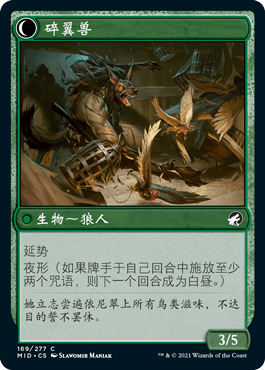 碎翼兽
生物～狼人
延势
夜形（如果牌手于自己回合中施放至少
两个咒语，则下一个回合成为白昼。）
她立志尝遍依尼翠上所有鸟类滋味，不达
目的誓不罢休。
3/5
169/277 C
MID • CS SLAWOMIR MANIAK
™ & © 2021 Wizards of the Coast